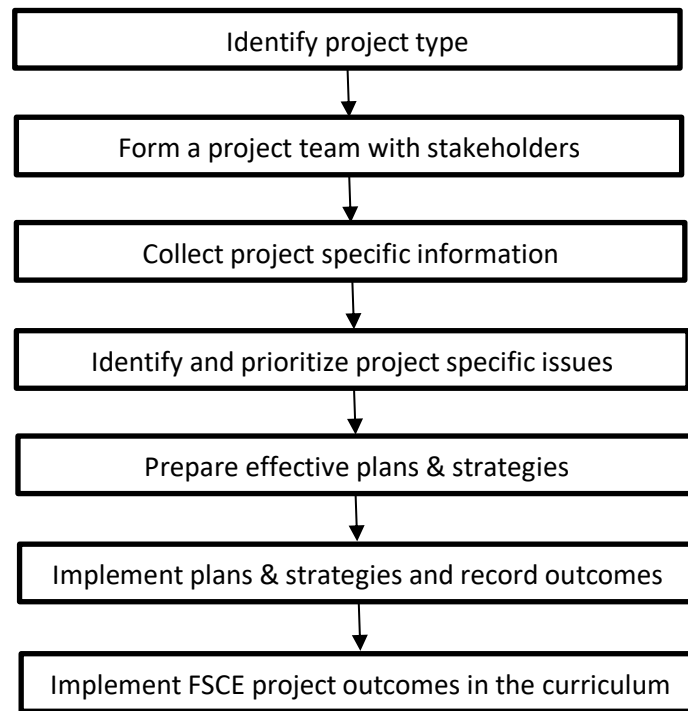 Identify project type
Form a project team with stakeholders
Collect project specific information
Identify and prioritize project specific issues
Prepare effective plans & strategies
Implement plans & strategies and record outcomes
Implement FSCE project outcomes in the curriculum